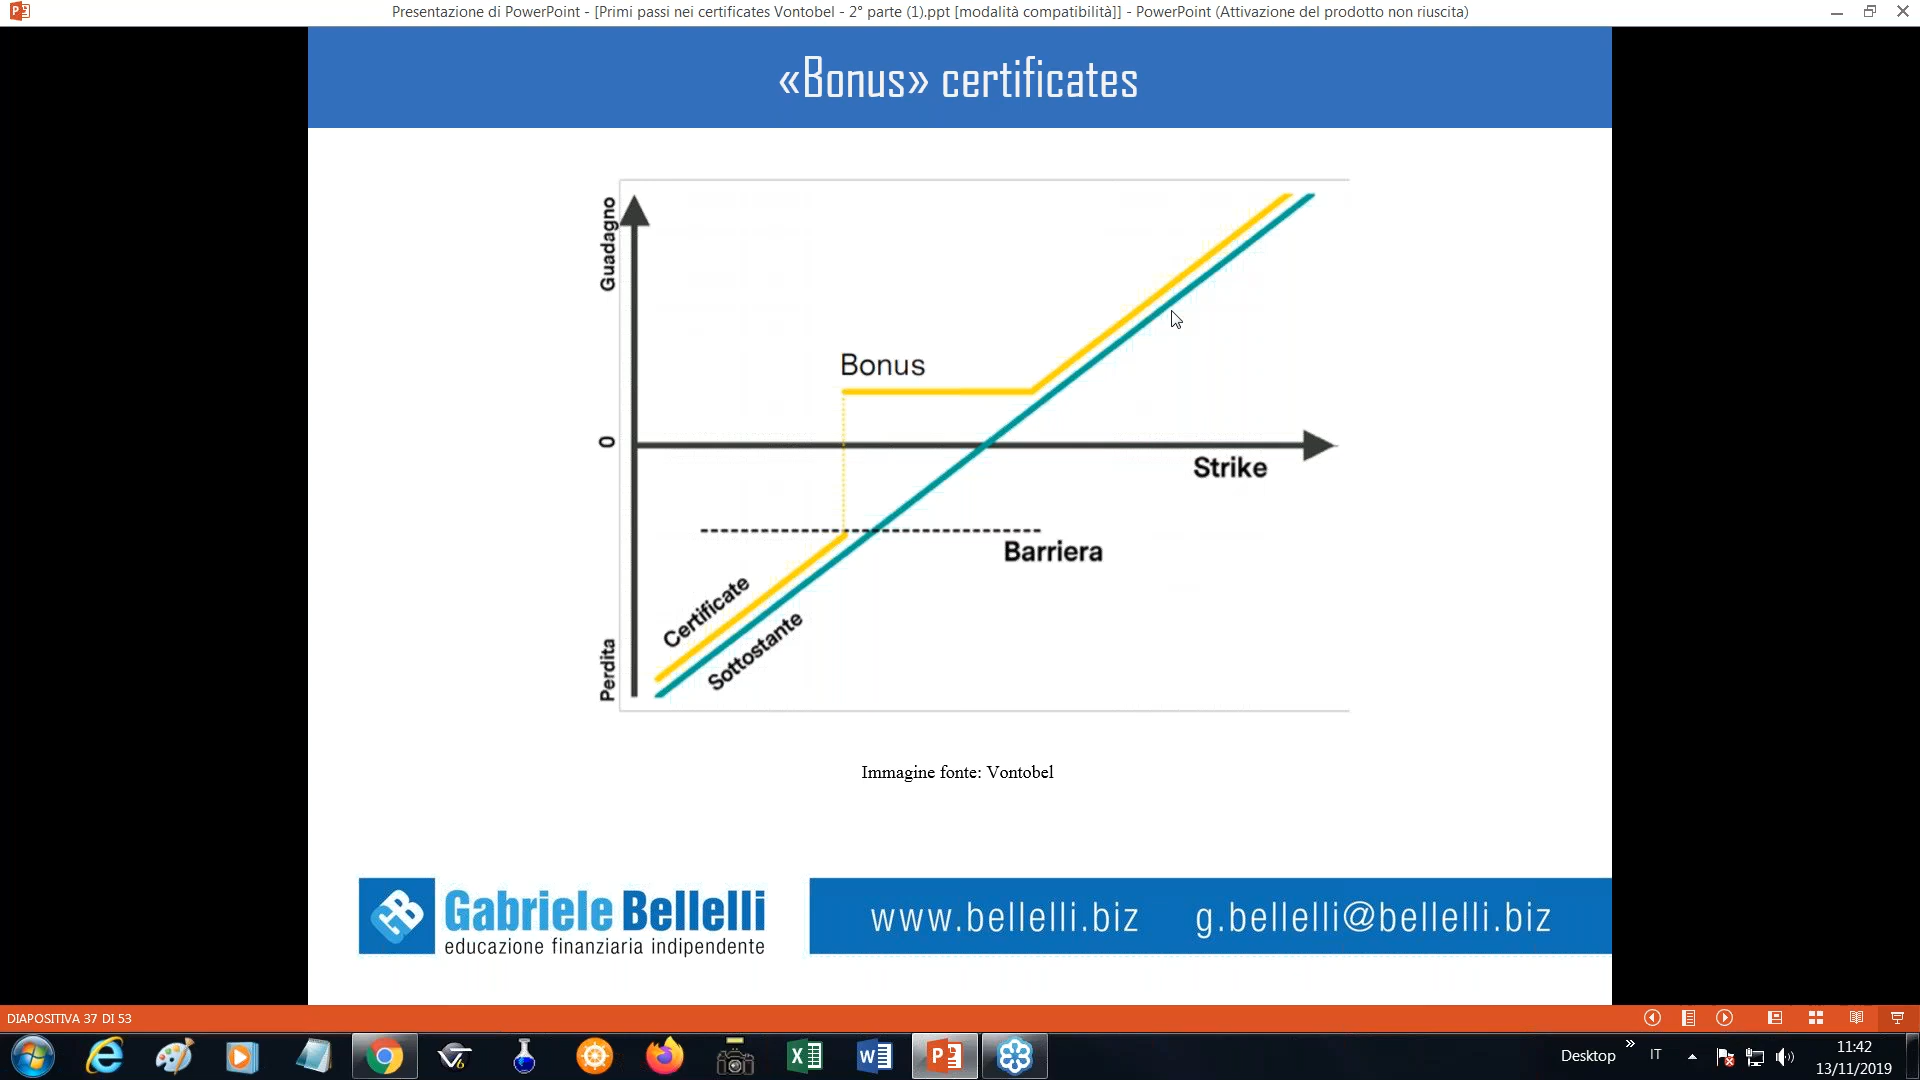 Presentazione di PowerPoint - [Primi passi nei certificates Vontobel - 2° parte (1).ppt [modalità compatibilità]] - PowerPoint (Attivazione del prodotto non riuscita)
«Bonus» certificates
Guadagno
Bonus
0
Strike
Barriera
Certificate
Sottostante
Perdita
Immagine fonte: Vontobel
Gabriele Bellelli
educazione finanziaria indipendente
www.bellelli.biz g.bellelli@bellelli.biz
DIAPOSITIVA 37 DI 53
Desktop
IT
11:42
13/11/2019